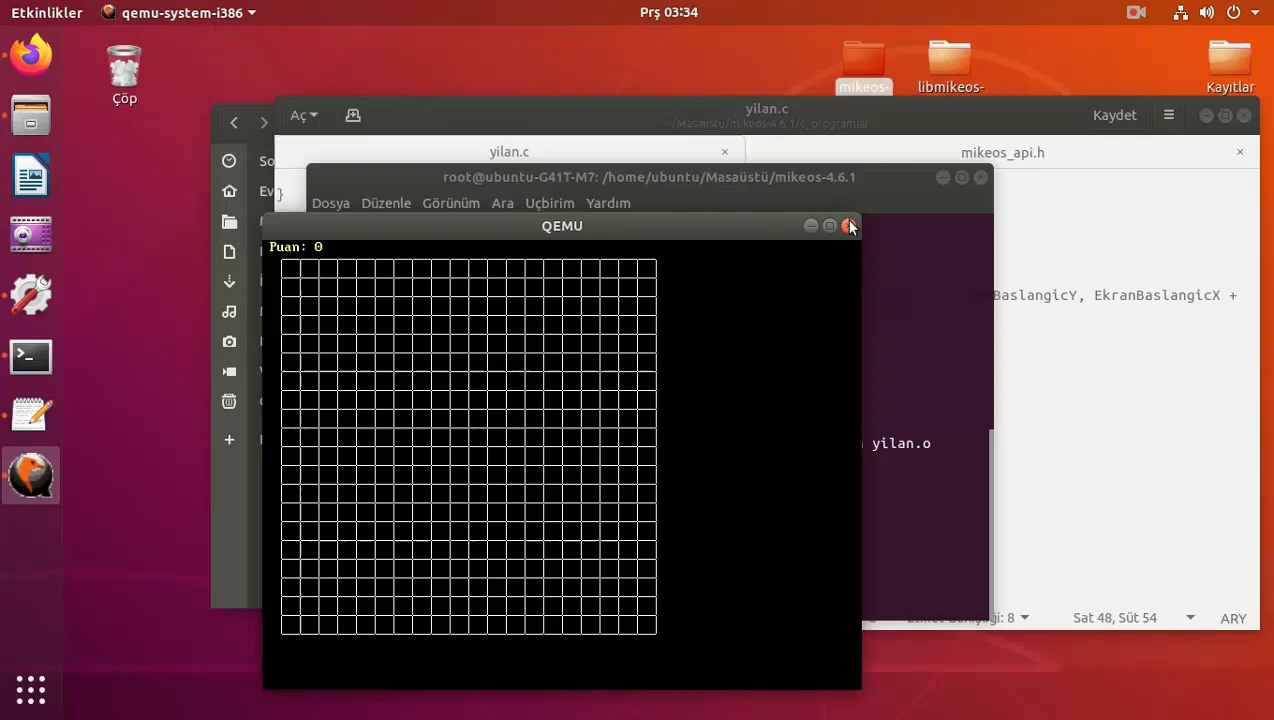 Etkinlikler
qemu-system-i386
Prş 03:34
Çöp
mikeos-
libmikeos-
Kayıtlar
Aç
yilan.c
~/Masaüstü/mikeos-4.6.1/c_programlar
Kaydet
yilan.c
mikeos_api.h
So
Ev
}
root@ubuntu-G41T-M7: /home/ubuntu/Masaüstü/mikeos-4.6.1
Dosya Düzenle Görünüm Ara Uçbirim Yardım
QEMU
Puan: 0
BaslangicY, EkranBaslangicX +
yilan.o
Sat 48, Süt 54
ARY